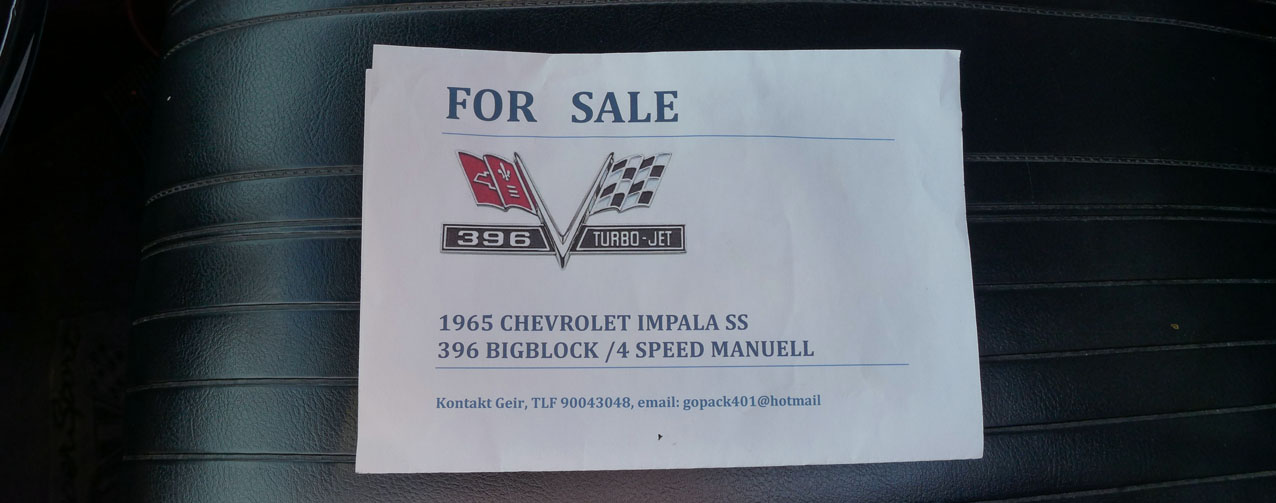 FOR SALE
396 TURBO-JET
1965 CHEVROLET IMPALA SS
396 BIGBLOCK /4 SPEED MANUELL
Kontakt Geir, TLF 90043048, email: gopack401@hotmail